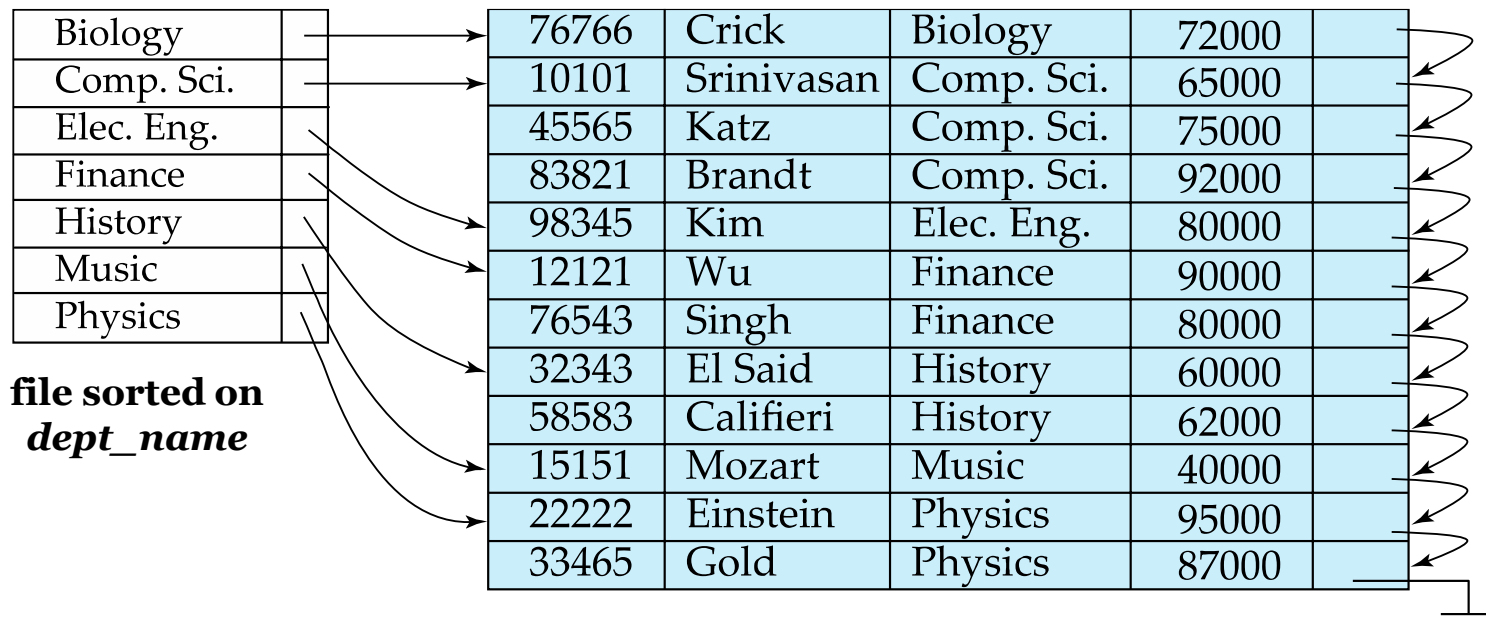 Biology
Comp. Sci.
Elec. Eng.
Finance
History
Music
Physics
file sorted on
dept_name
76766 Crick Biology 72000
10101 Srinivasan Comp. Sci. 65000
45565 Katz Comp. Sci. 75000
83821 Brandt Comp. Sci. 92000
98345 Kim Elec. Eng. 80000
12121 Wu Finance 90000
76543 Singh Finance 80000
32343 El Said History 60000
58583 Califieri History 62000
15151 Mozart Music 40000
22222 Einstein Physics 95000
33465 Gold Physics 87000